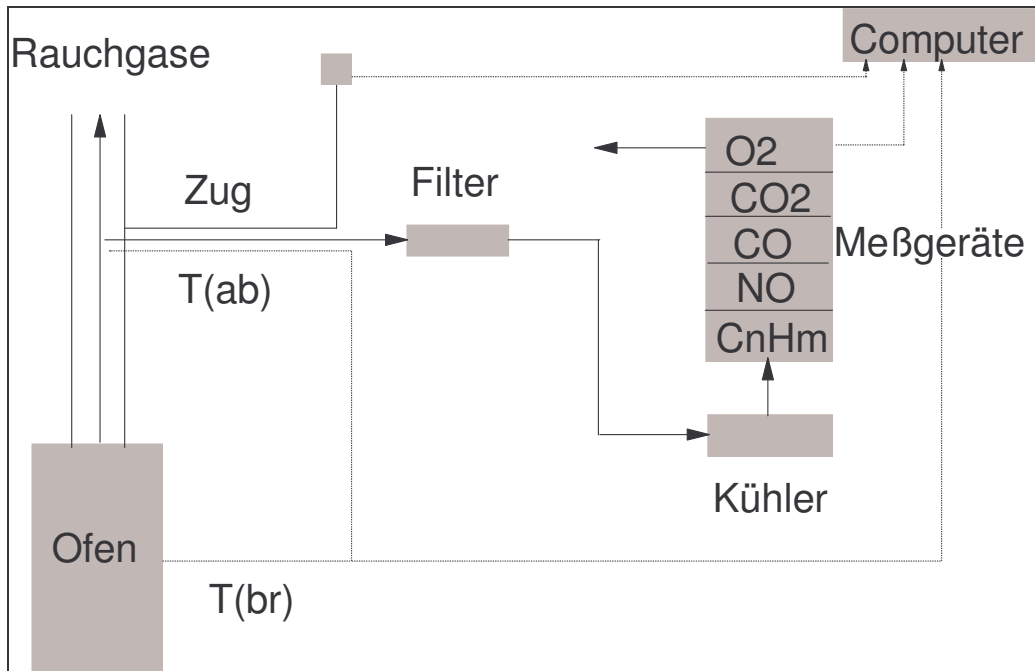 Rauchgase
Computer
Zug
Filter
T(ab)
O2
CO2
CO
NO
CnHm
Meßgeräte
Kühler
Ofen
T(br)